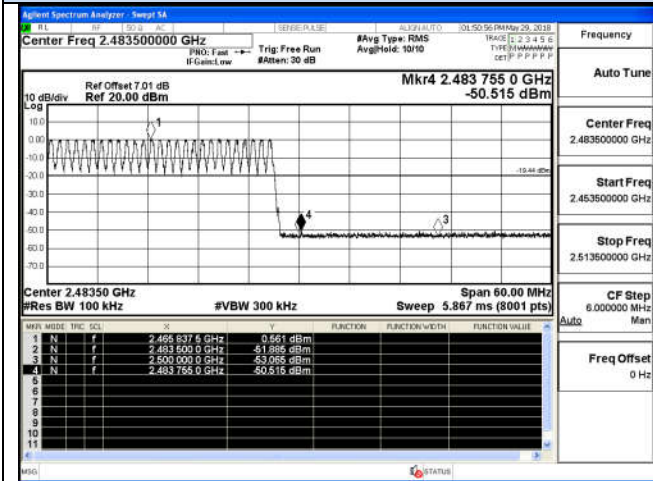 Agilent Spectrum Analyzer - Swept SA
RL RF 50 Ω AC SENSE:PULSE ALIGN AUTO 01:50:56 PM May 29, 2018
Center Freq 2.483500000 GHz
PNO: Fast
IFGain:Low
Trig: Free Run
#Atten: 30 dB
#Avg Type: RMS
Avg|Hold: 10/10
TRACE 1 2 3 4 5 6
TYPE M W W W W W
DET P P P P P P
Frequency
Auto Tune
Ref Offset 7.01 dB
10 dB/div Ref 20.00 dBm
Log
Mkr4 2.483 755 0 GHz
-50.515 dBm
10.0
0.00
-10.0
-20.0
-30.0
-40.0
-50.0
-60.0
-70.0
1
4
3
-19.44 dBm
Center Freq
2.483500000 GHz
Start Freq
2.453500000 GHz
Stop Freq
2.513500000 GHz
Center 2.48350 GHz Span 60.00 MHz
#Res BW 100 kHz #VBW 300 kHz Sweep 5.867 ms (8001 pts)
CF Step
6.000000 MHz
Auto Man
Freq Offset
0 Hz
MKR MODE TRC SCL X Y FUNCTION FUNCTION WIDTH FUNCTION VALUE
1 N f 2.465 837 5 GHz 0.561 dBm
2 N f 2.483 500 0 GHz -51.885 dBm
3 N f 2.500 000 0 GHz -53.065 dBm
4 N f 2.483 755 0 GHz -50.515 dBm
5
6
7
8
9
10
11
MSG STATUS